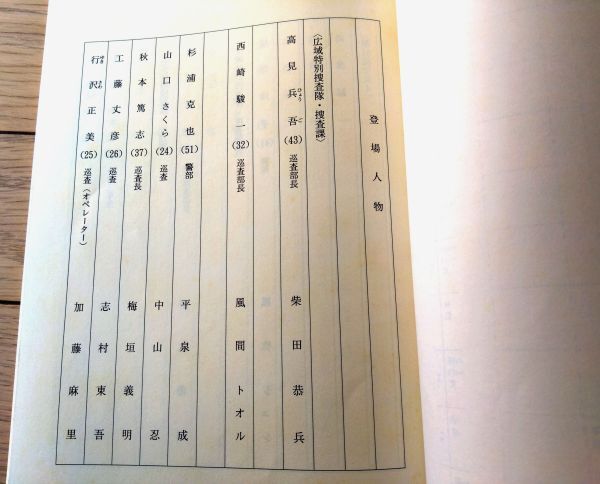 登場人物
〈広域特別捜査隊・捜査課〉
高見兵吾(43)巡査部長 柴田恭兵
ひょうご
西崎駿一(32)巡査部長 風間トオル
杉浦克也(51)警部 平泉成
山口さくら(24)巡査 中山忍
秋本篤志(37)巡査長 梅垣義明
工藤丈彦(26)巡査 志村東吾
行沢正美(25)巡査(オペレーター) 加藤麻里